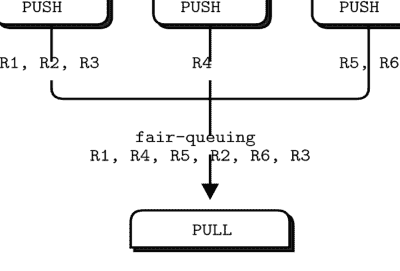 PUSH PUSH PUSH
R1, R2, R3 R4 R5, R6
fair-queuing
R1, R4, R5, R2, R6, R3
PULL